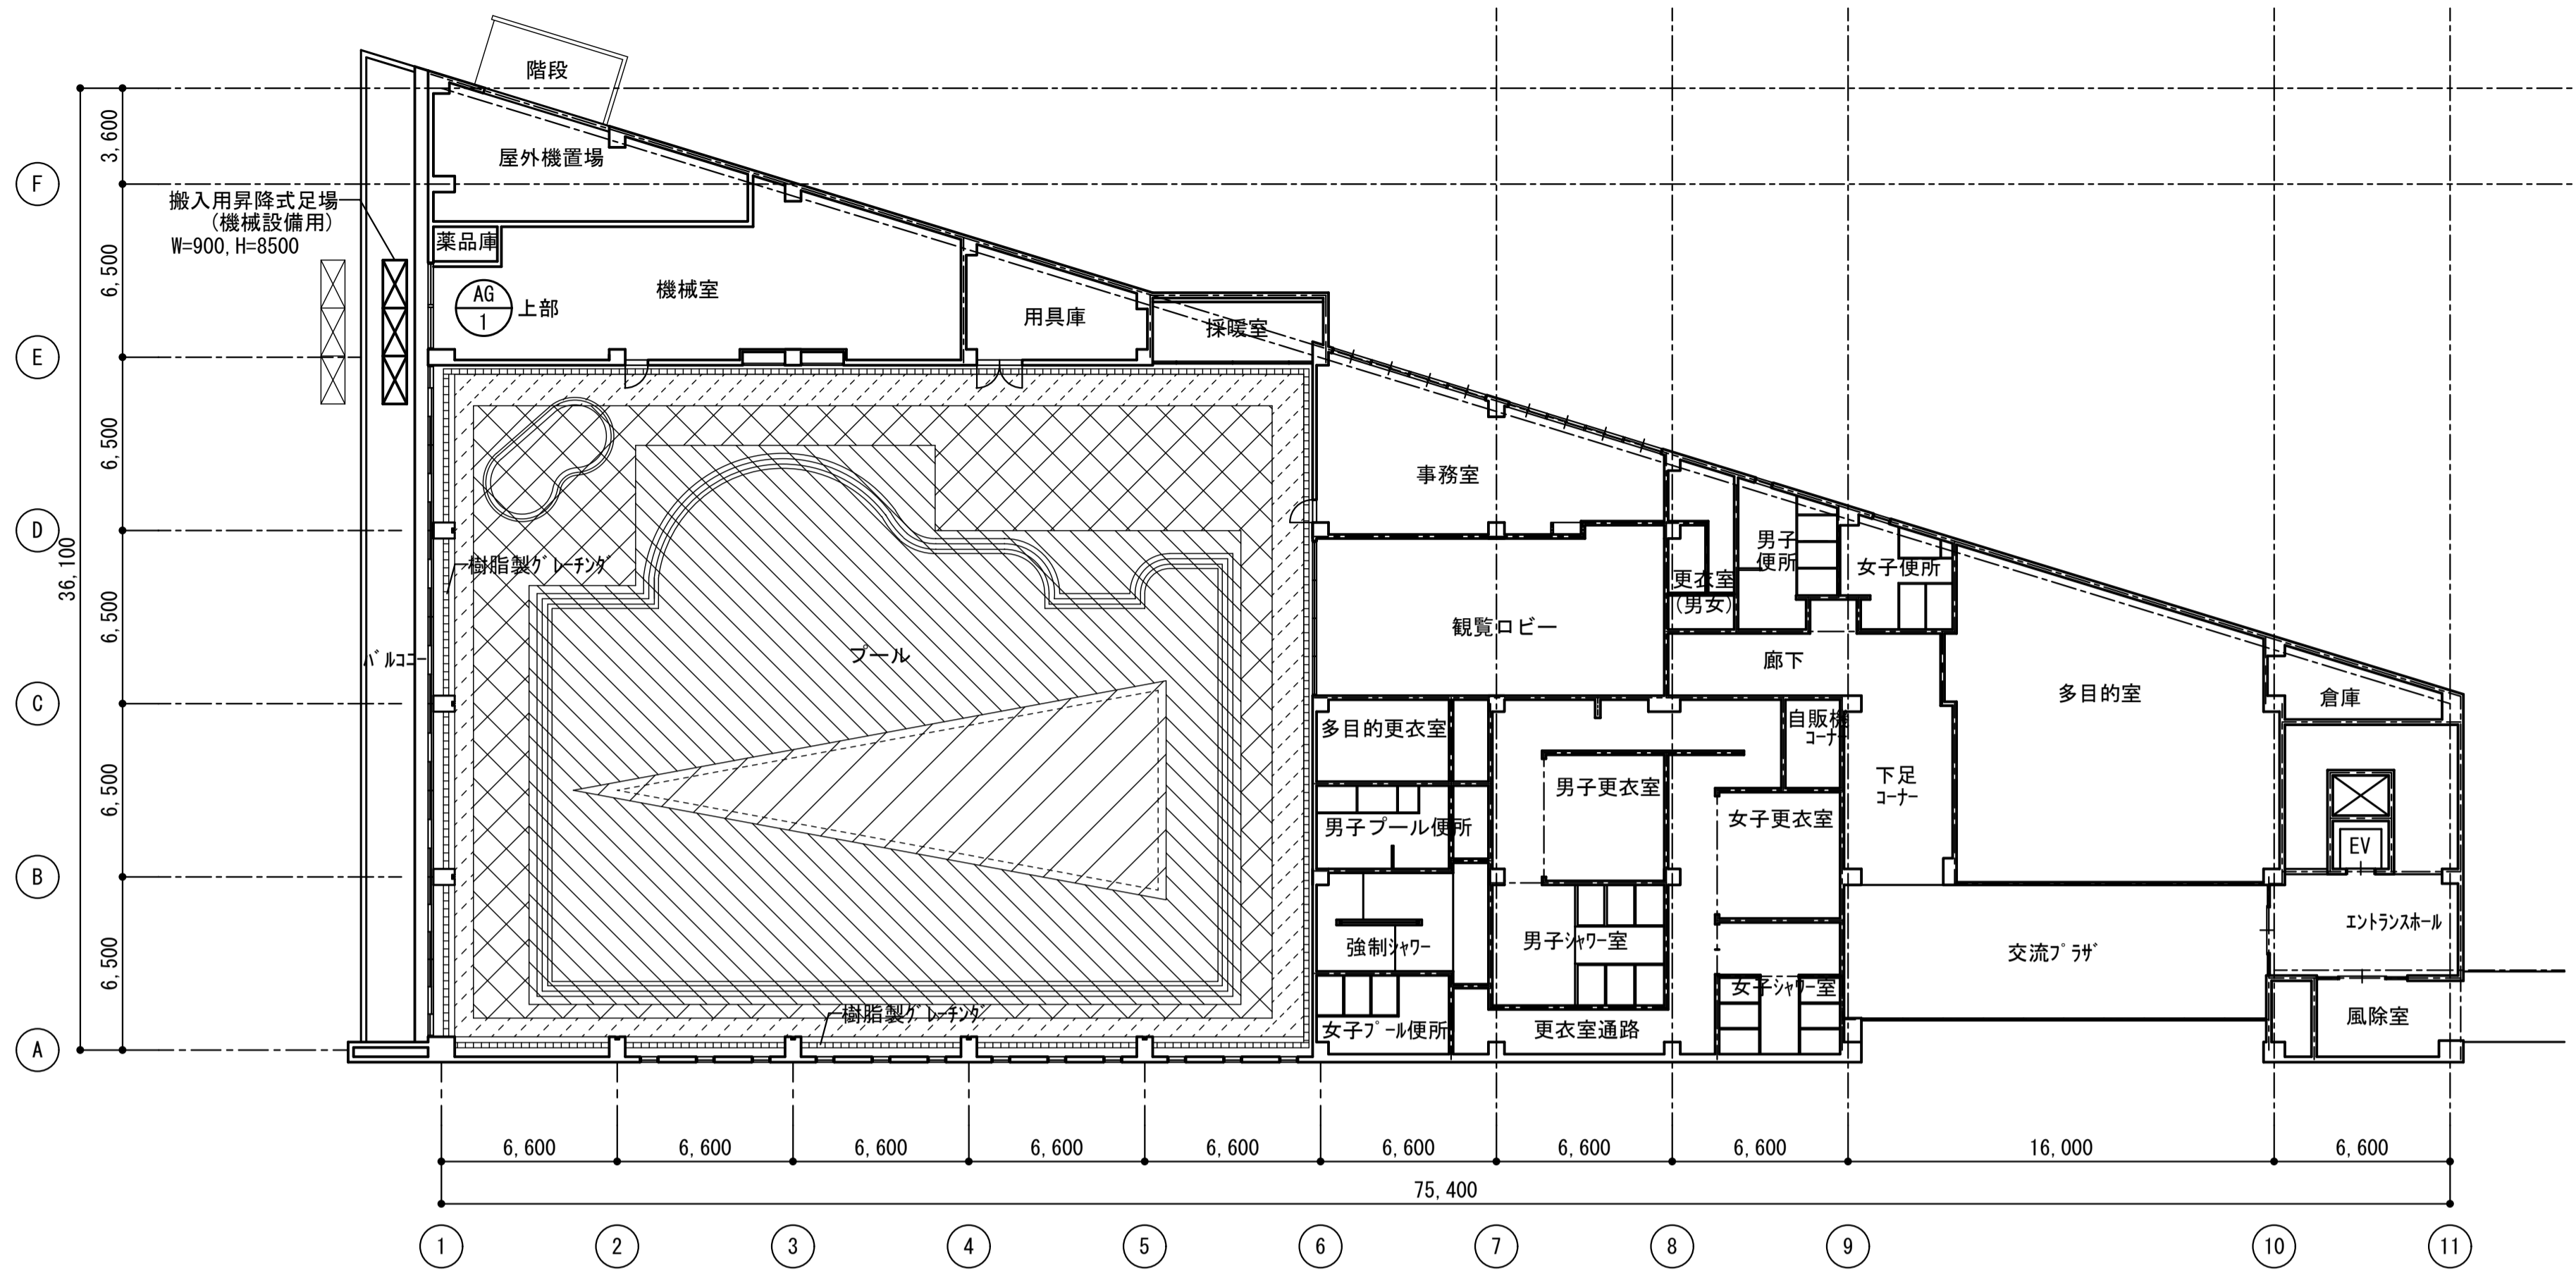 階段
3,600
屋外機置場
F
搬入用昇降式足場
(機械設備用)
W=900,H=8500
薬品庫
6,500
機械室
AG
1
上部
用具庫
採暖室
E
6,500
事務室
D
36,100
樹脂製グレーチング
男子
便所
女子便所
更衣室
(男女)
6,500
観覧ロビー
プール
バルコニー
廊下
C
多目的室
倉庫
多目的更衣室
自販機
コーナー
6,500
下足
コーナー
男子更衣室
女子更衣室
男子プール便所
EV
B
エントランスホール
強制シャワー
男子シャワー室
交流プラザ
6,500
女子シャワー室
樹脂製グレーチング
女子プール便所
更衣室通路
風除室
A
6,600
6,600
6,600
6,600
6,600
6,600
6,600
6,600
16,000
6,600
75,400
1
2
3
4
5
6
7
8
9
10
11